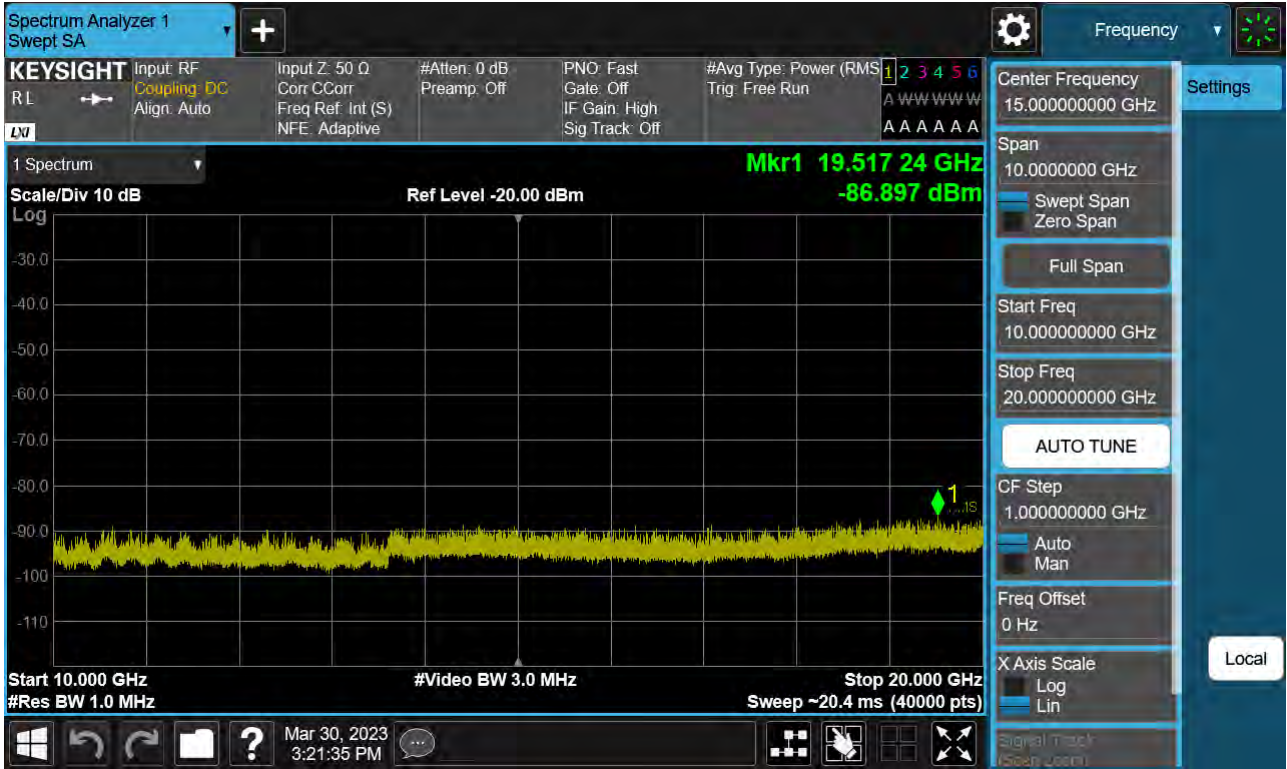 Spectrum Analyzer 1
Swept SA
Frequency
KEYSIGHT
R L
LXI
Input: RF
Coupling: DC
Align: Auto
Input Z: 50 Ω
Corr CCorr
Freq Ref: Int (S)
NFE: Adaptive
#Atten: 0 dB
Preamp: Off
PNO: Fast
Gate: Off
IF Gain: High
Sig Track: Off
#Avg Type: Power (RMS
Trig: Free Run
1 2 3 4 5 6
A W W W W W
A A A A A A
1 Spectrum
Scale/Div 10 dB
Log
Ref Level -20.00 dBm
Mkr1 19.517 24 GHz
-86.897 dBm
-30.0
-40.0
-50.0
-60.0
-70.0
-80.0
-90.0
-100
-110
1
Start 10.000 GHz
#Res BW 1.0 MHz
#Video BW 3.0 MHz
Stop 20.000 GHz
Sweep ~20.4 ms (40000 pts)
Center Frequency
15.000000000 GHz
Span
10.0000000 GHz
Swept Span
Zero Span
Full Span
Start Freq
10.000000000 GHz
Stop Freq
20.000000000 GHz
AUTO TUNE
CF Step
1.000000000 GHz
Auto
Man
Freq Offset
0 Hz
X Axis Scale
Log
Lin
Signal Track
(Span Zoom)
Settings
Local
?
Mar 30, 2023
3:21:35 PM